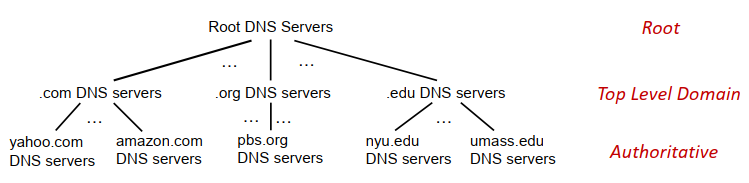 Root DNS Servers
Root
… …
.com DNS servers
.org DNS servers
.edu DNS servers
Top Level Domain
… … … …
yahoo.com
DNS servers
amazon.com
DNS servers
pbs.org
DNS servers
nyu.edu
DNS servers
umass.edu
DNS servers
Authoritative